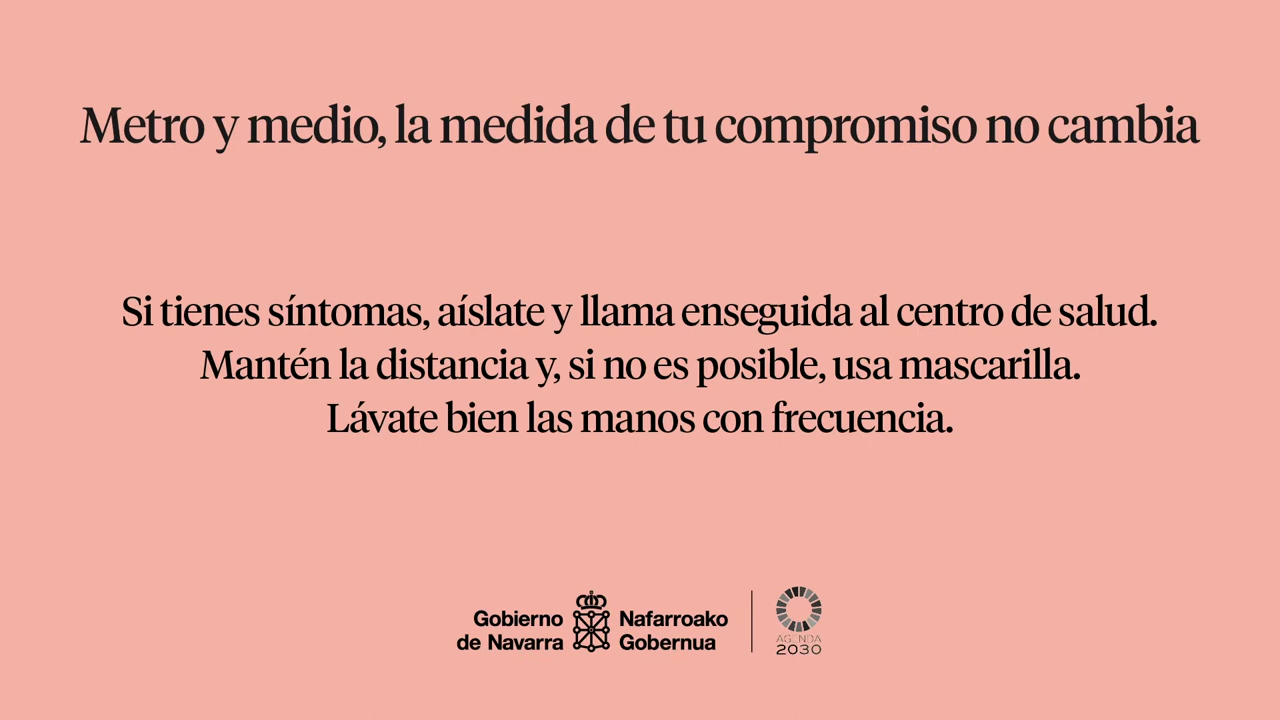 Metro y medio, la medida de tu compromiso no cambia
Si tienes síntomas, aíslate y llama enseguida al centro de salud.
Mantén la distancia y, si no es posible, usa mascarilla.
Lávate bien las manos con frecuencia.
Gobierno
de Navarra
Nafarroako
Gobernua
AGENDA
2030